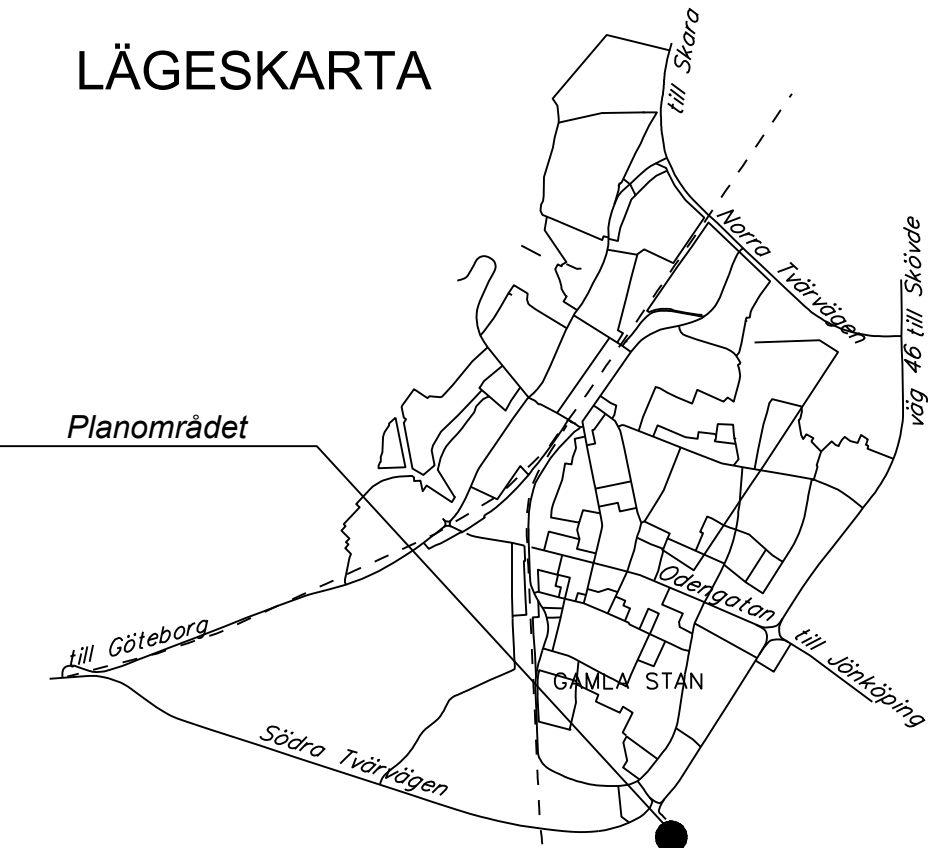 LÄGESKARTA
till Skara
Norra Tvärvägen
väg 46 till Skövde
Planområdet
Odengatan
till Göteborg
till Jönköping
GAMLA STAN
Södra Tvärvägen